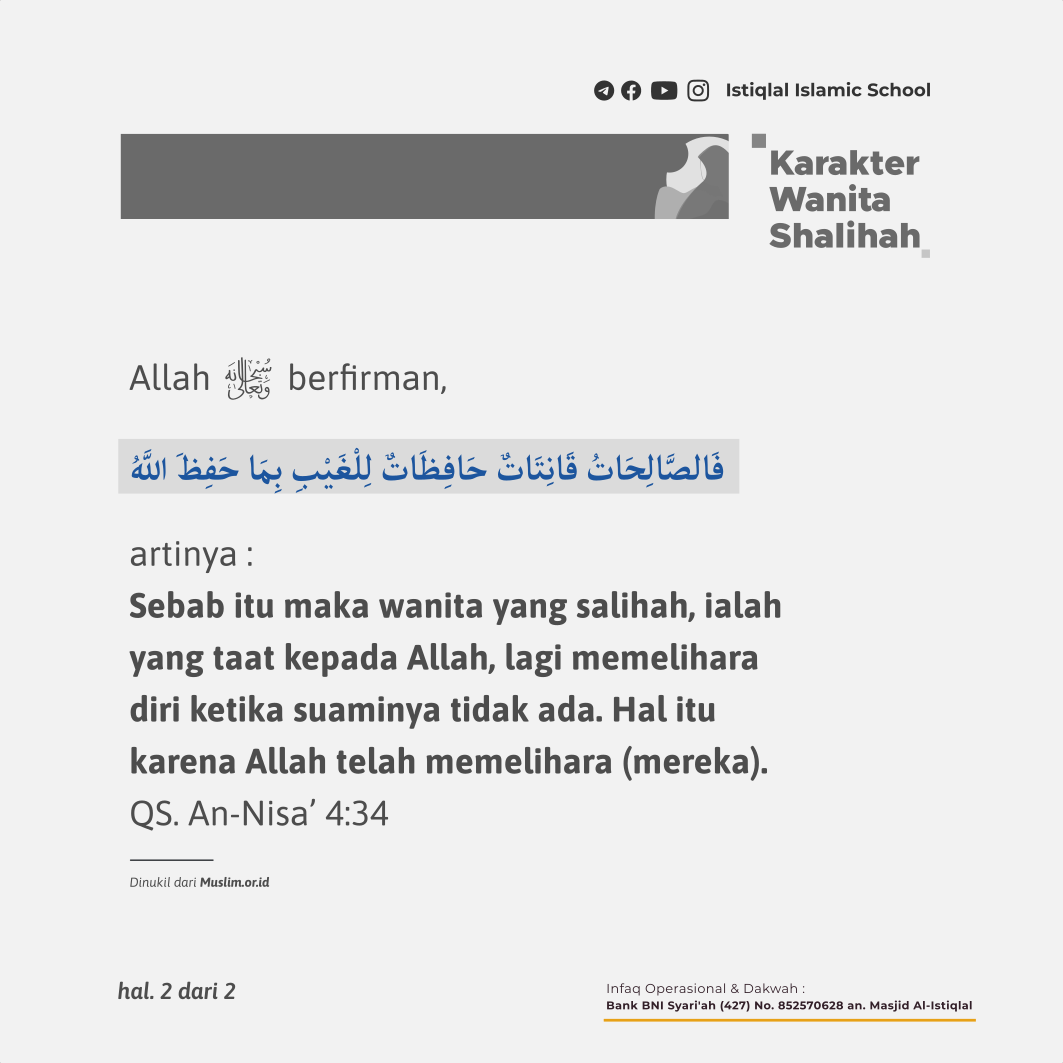 Istiqlal Islamic School
Karakter
Wanita
Shalihah
Allah سُبْحَانَهُ وَتَعَالَىٰ berfirman,
فَالصَّالِحَاتُ قَانِتَاتٌ حَافِظَاتٌ لِلْغَيْبِ بِمَا حَفِظَ اللَّهُ
artinya :
Sebab itu maka wanita yang salihah, ialah
yang taat kepada Allah, lagi memelihara
diri ketika suaminya tidak ada. Hal itu
karena Allah telah memelihara (mereka).
QS. An-Nisa’ 4:34
Dinukil dari Muslim.or.id
hal. 2 dari 2
Infaq Operasional & Dakwah :
Bank BNI Syari'ah (427) No. 852570628 an. Masjid Al-Istiqlal